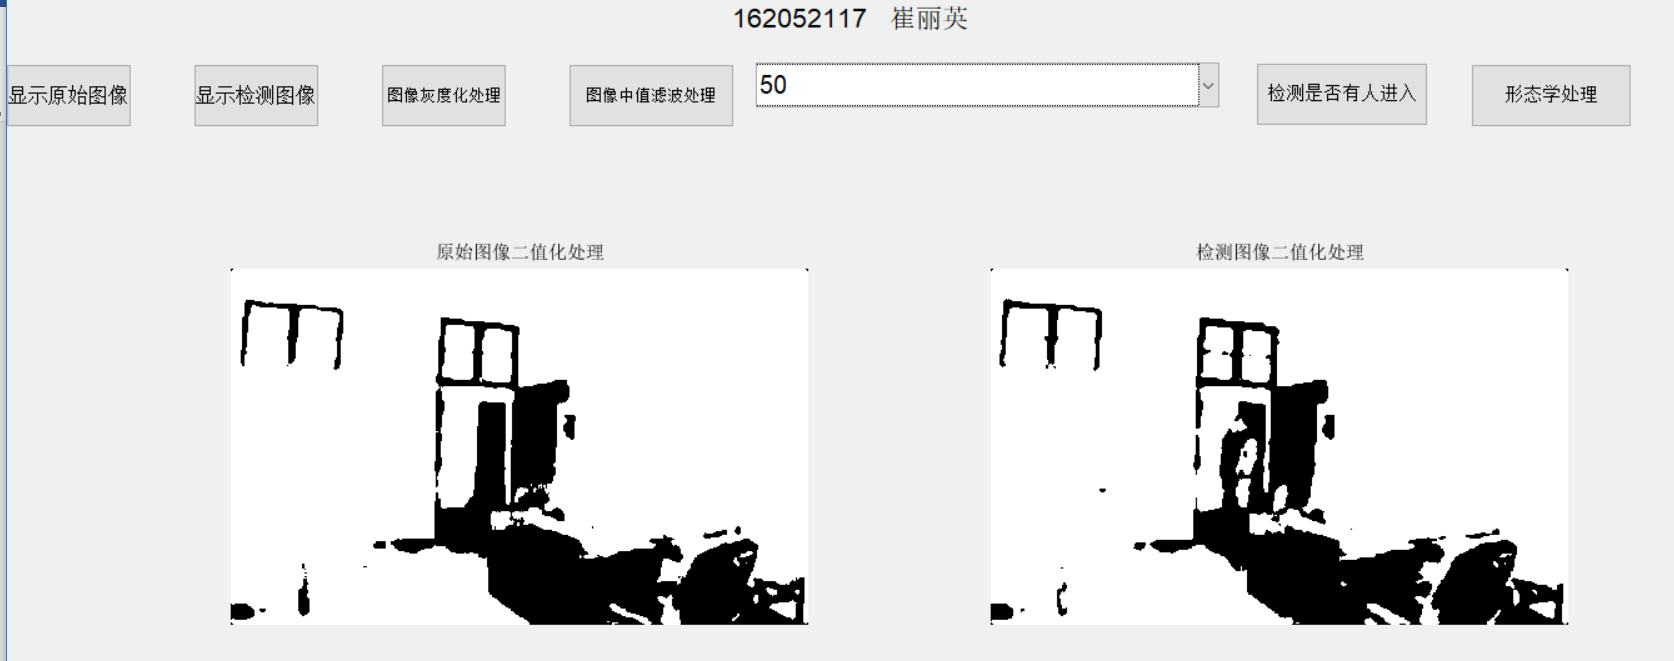 162052117 崔丽英
显示原始图像
显示检测图像
图像灰度化处理
图像中值滤波处理
50
检测是否有人进入
形态学处理
原始图像二值化处理
检测图像二值化处理